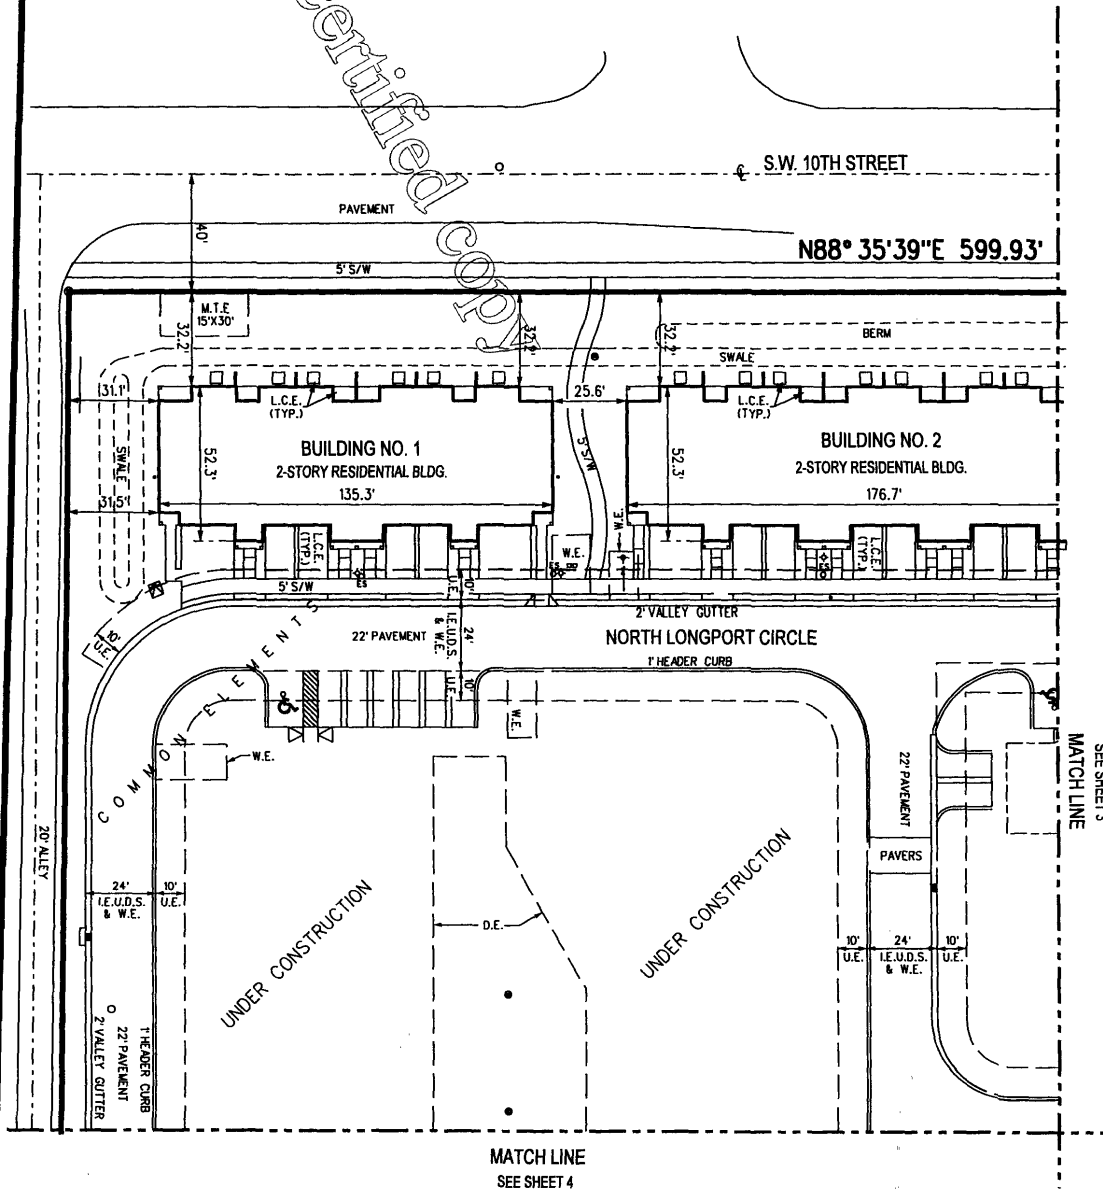 certified copy
S.W. 10TH STREET
PAVEMENT
40'
N88° 35'39"E 599.93'
5' S/W
M.T.E
15'X30'
32.2'
32.2'
32.2'
BERM
SWALE
31.1'
L.C.E.
(TYP.)
25.6'
L.C.E.
(TYP.)
BUILDING NO. 1
2-STORY RESIDENTIAL BLDG.
135.3'
52.3'
5' S/W
BUILDING NO. 2
2-STORY RESIDENTIAL BLDG.
176.7'
52.3'
SWALE
31.5'
L.C.E.
(TYP.)
W.E.
W.E.
L.C.E.
(TYP.)
ES
ES
ES
5' S/W
10'
U.E.
2' VALLEY GUTTER
10'
U.E.
22' PAVEMENT
24'
I.E.U.D.S.
& W.E.
NORTH LONGPORT CIRCLE
1' HEADER CURB
10'
U.E.
COMMON ELEMENTS
W.E.
W.E.
22' PAVEMENT
SEE SHEET 3
MATCH LINE
20' ALLEY
PAVERS
24'
I.E.U.D.S.
& W.E.
10'
U.E.
UNDER CONSTRUCTION
D.E.
UNDER CONSTRUCTION
10'
U.E.
24'
I.E.U.D.S.
& W.E.
10'
U.E.
1' HEADER CURB
22' PAVEMENT
2' VALLEY GUTTER
MATCH LINE
SEE SHEET 4